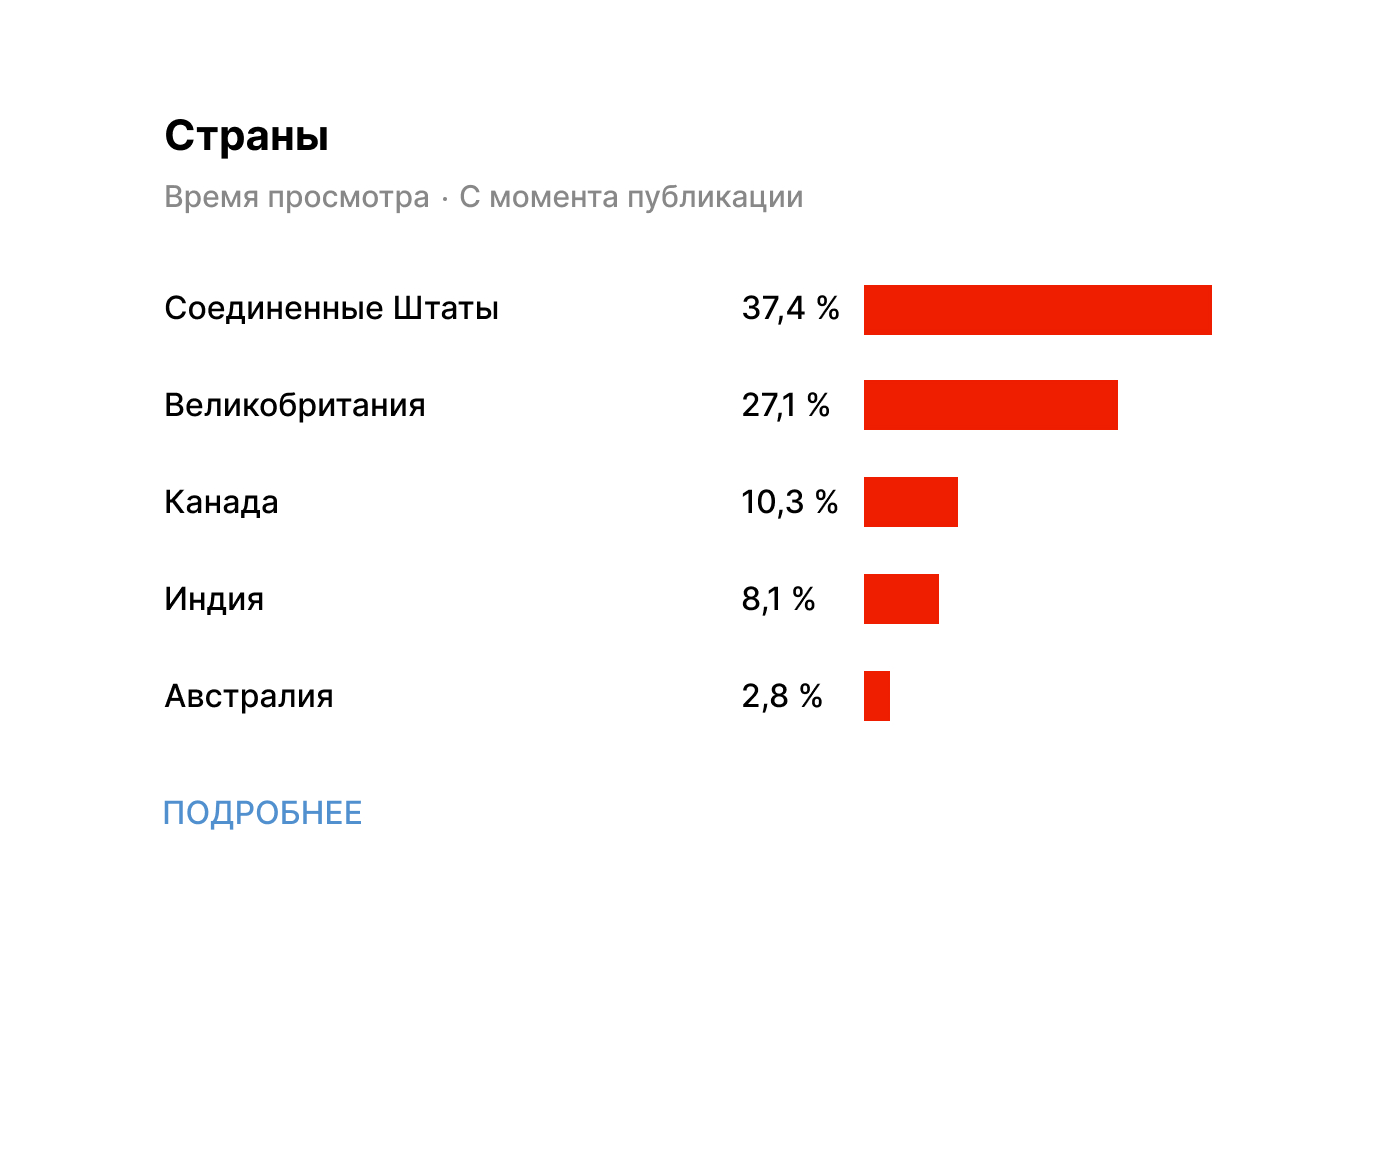 Страны
Время просмотра · С момента публикации
Соединенные Штаты 37,4 %
Великобритания 27,1 %
Канада 10,3 %
Индия 8,1 %
Австралия 2,8 %
ПОДРОБНЕЕ